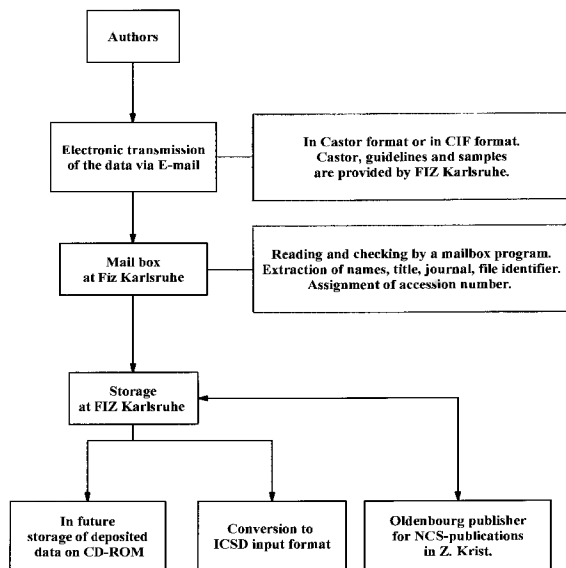 Authors
Electronic transmission
of the data via E-mail
In Castor format or in CIF format.
Castor, guidelines and samples
are provided by FIZ Karlsruhe.
Mail box
at Fiz Karlsruhe
Reading and checking by a mailbox program.
Extraction of names, title, journal, file identifier.
Assignment of accession number.
Storage
at FIZ Karlsruhe
In future
storage of deposited
data on CD-ROM
Conversion to
ICSD input format
Oldenbourg publisher
for NCS-publications
in Z. Krist.